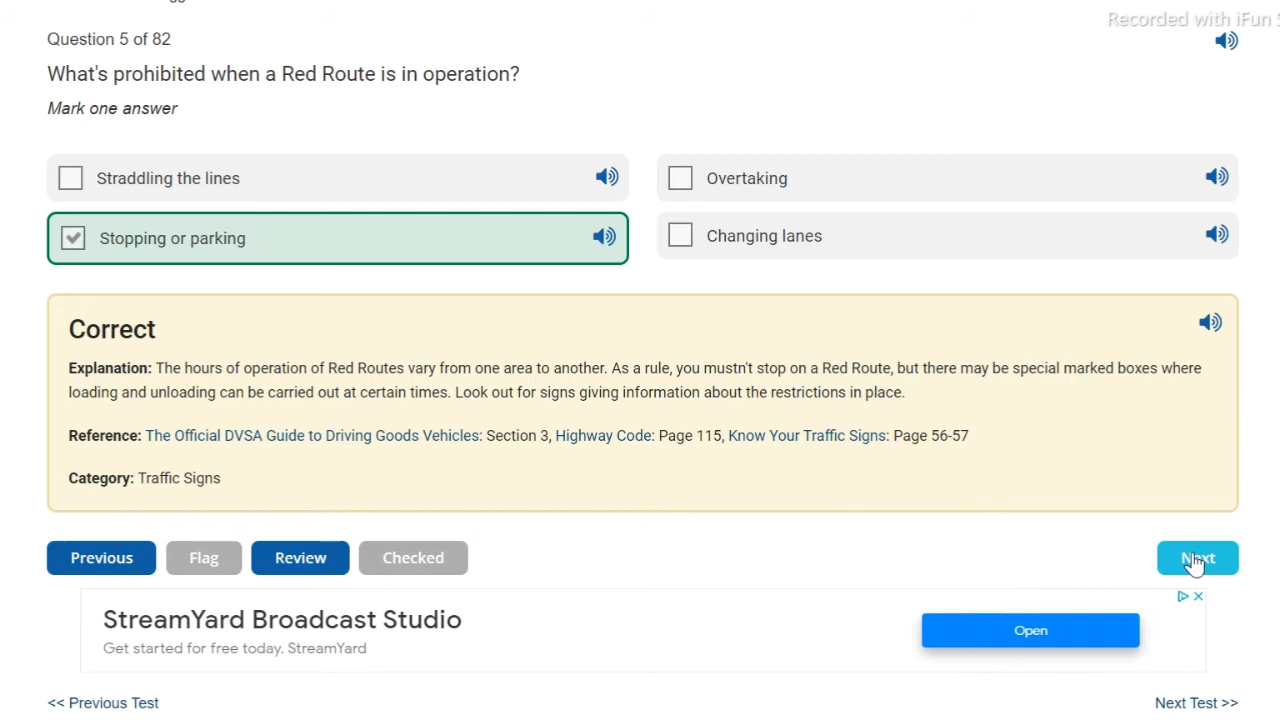 Recorded with iFun
Question 5 of 82
What's prohibited when a Red Route is in operation?
Mark one answer
Straddling the lines
Overtaking
Stopping or parking
Changing lanes
Correct
Explanation: The hours of operation of Red Routes vary from one area to another. As a rule, you mustn't stop on a Red Route, but there may be special marked boxes where
loading and unloading can be carried out at certain times. Look out for signs giving information about the restrictions in place.
Reference: The Official DVSA Guide to Driving Goods Vehicles: Section 3, Highway Code: Page 115, Know Your Traffic Signs: Page 56-57
Category: Traffic Signs
Previous Flag Review Checked Next
StreamYard Broadcast Studio
Get started for free today. StreamYard
Open
<< Previous Test
Next Test >>